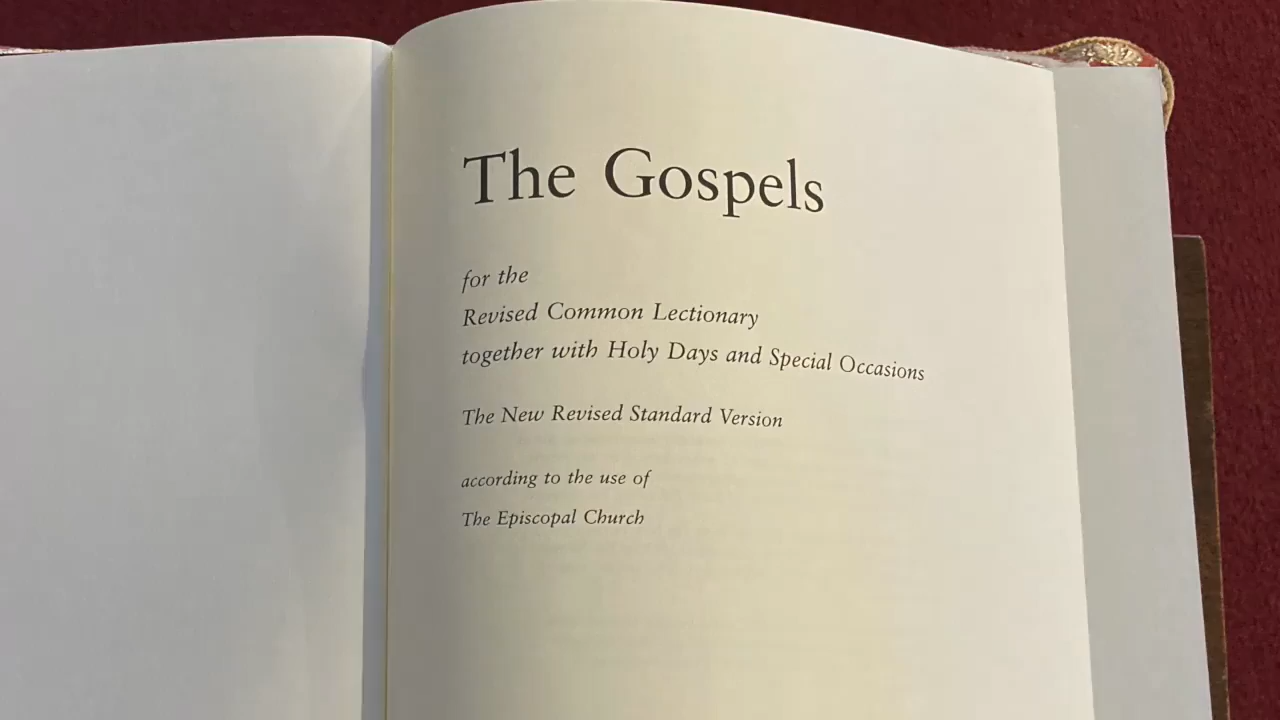 The Gospels
for the
Revised Common Lectionary
together with Holy Days and Special Occasions
The New Revised Standard Version
according to the use of
The Episcopal Church